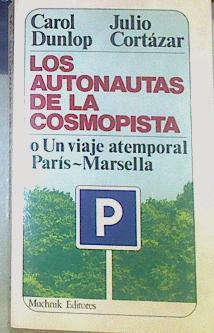 Carol Julio
Dunlop Cortázar
LOS
AUTONAUTAS
DE LA
COSMOPISTA
o Un viaje atemporal
París~Marsella
P
Muchnik Editores